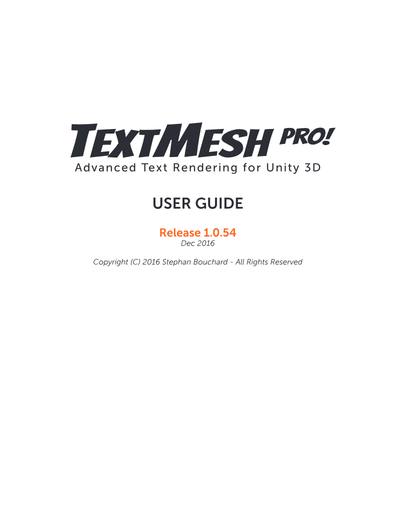 TEXTMESH PRO!
Advanced Text Rendering for Unity 3D
USER GUIDE
Release 1.0.54
Dec 2016
Copyright (C) 2016 Stephan Bouchard - All Rights Reserved